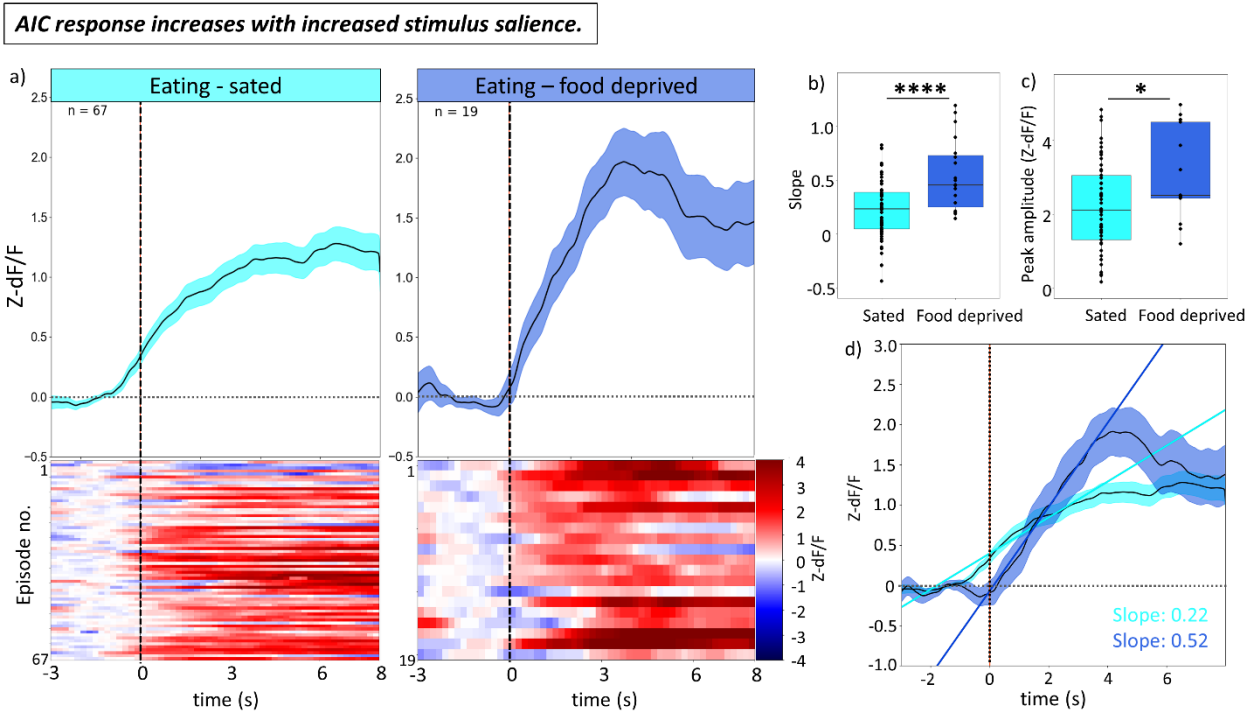 AIC response increases with increased stimulus salience.
a)
Eating - sated
Eating – food deprived
n = 67
n = 19
2.5
2.0
1.5
1.0
0.5
0.0
−0.5
2.5
2.0
1.5
1.0
0.5
0.0
−0.5
Z-dF/F
Episode no.
1
67
1
19
-3
0
3
6
8
time (s)
-3
0
3
6
8
time (s)
4
3
2
1
0
-1
-2
-3
-4
Z-dF/F
b)
****
Slope
1.0
0.5
0
-0.5
Sated
Food deprived
c)
*
Peak amplitude (Z-dF/F)
4
2
0
Sated
Food deprived
d)
3.0
2.5
2.0
1.5
1.0
0.5
0
-0.5
-1.0
Z-dF/F
Slope: 0.22
Slope: 0.52
-2
0
2
4
6
time (s)